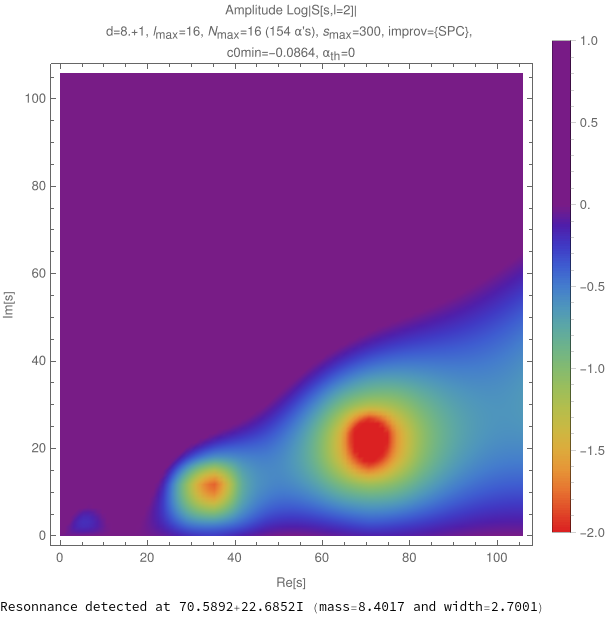 Amplitude Log|S[s,l=2]|
d=8.+1, lmax=16, Nmax=16 (154 α's), smax=300, improv={SPC},
c0min=−0.0864, αth=0
Im[s]
100
80
60
40
20
0
0 20 40 60 80 100
Re[s]
1.0
0.5
0.
−0.5
−1.0
−1.5
−2.0
Resonnance detected at 70.5892+22.6852I (mass=8.4017 and width=2.7001)